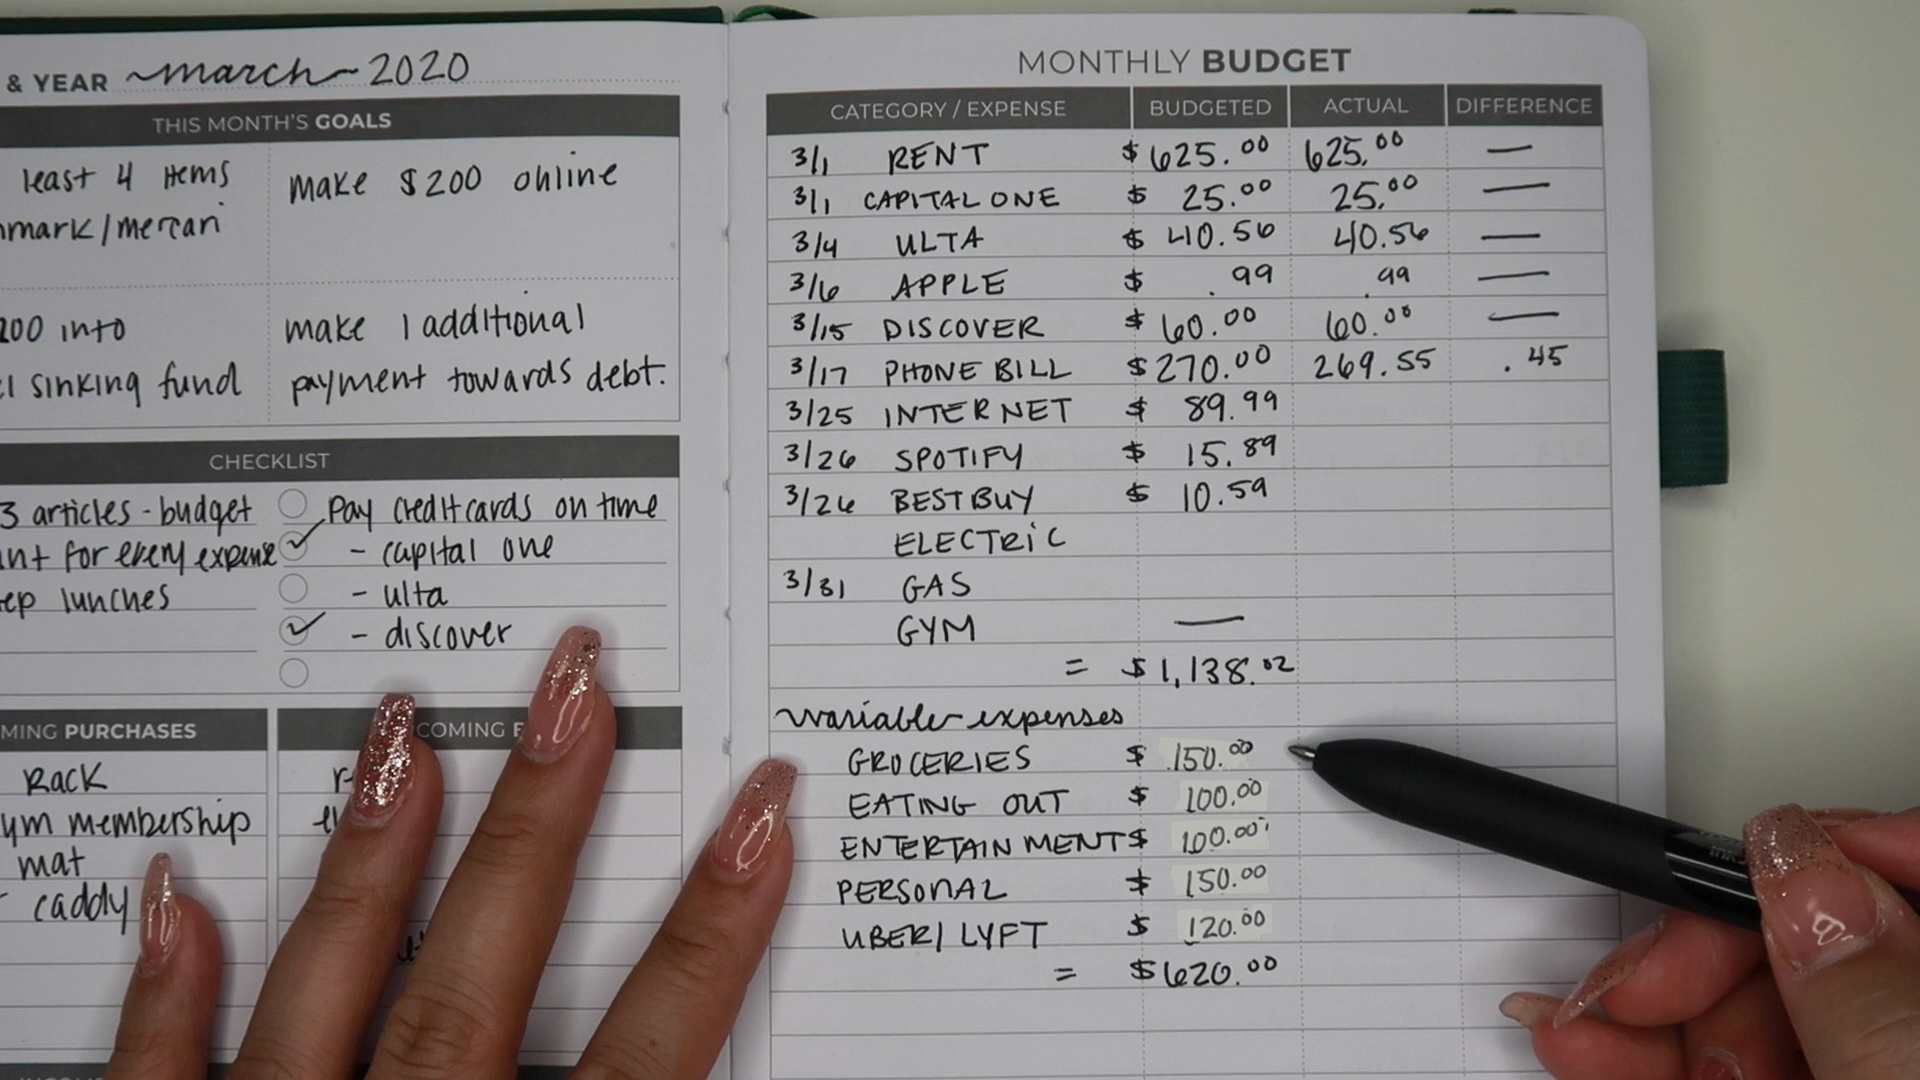 & YEAR march 2020
THIS MONTH'S GOALS
least 4 items
mark/mercari
make $200 online
200 into
sinking fund
make 1 additional
payment towards debt.
CHECKLIST
3 articles - budget
for every expense
lunches
Pay credit cards on time
- capital one
- ulta
- discover
PURCHASES
Rack
membership
mat
caddy
MONTHLY BUDGET
CATEGORY / EXPENSE BUDGETED ACTUAL DIFFERENCE
3/1 RENT $ 625.00 625.00 —
3/1 CAPITAL ONE $ 25.00 25.00 —
3/4 ULTA $ 40.56 40.56 —
3/6 APPLE $ .99 .99 —
3/15 DISCOVER $ 60.00 60.00 —
3/17 PHONE BILL $ 270.00 269.55 .45
3/25 INTERNET $ 89.99
3/26 SPOTIFY $ 15.89
3/26 BEST BUY $ 10.59
ELECTRIC
3/31 GAS
GYM —
= $ 1,138.02
variable expenses
GROCERIES $ 150.00
EATING OUT $ 100.00
ENTERTAINMENT $ 100.00
PERSONAL $ 150.00
UBER/LYFT $ 120.00
= $ 620.00